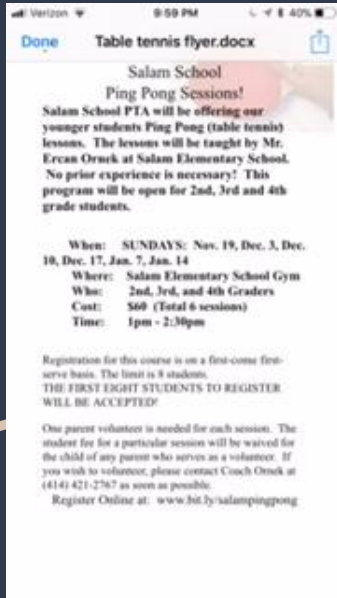 Verizon 9:59 PM 40%
Done Table tennis flyer.docx
Salam School
Ping Pong Sessions!
Salam School PTA will be offering our
younger students Ping Pong (table tennis)
lessons. The lessons will be taught by Mr.
Ercan Ornek at Salam Elementary School.
No prior experience is necessary! This
program will be open for 2nd, 3rd and 4th
grade students.
When: SUNDAYS: Nov. 19, Dec. 3, Dec.
10, Dec. 17, Jan. 7, Jan. 14
Where: Salam Elementary School Gym
Who: 2nd, 3rd, and 4th Graders
Cost: $60 (Total 6 sessions)
Time: 1pm - 2:30pm
Registration for this course is on a first-come first-
serve basis. The limit is 8 students.
THE FIRST EIGHT STUDENTS TO REGISTER
WILL BE ACCEPTED!
One parent volunteer is needed for each session. The
student fee for a particular session will be waived for
the child of any parent who serves as a volunteer. If
you wish to volunteer, please contact Coach Ornek at
(414) 421-2767 as soon as possible.
Register Online at: www.bit.ly/salampingpong